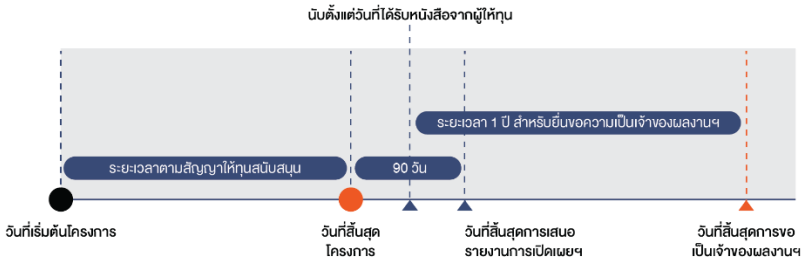 นับตั้งแต่วันที่ได้รับหนังสือจากผู้ให้ทุน
ระยะเวลา 1 ปี สำหรับยื่นขอความเป็นเจ้าของผลงานฯ
ระยะเวลาตามสัญญาให้ทุนสนับสนุน
90 วัน
วันที่เริ่มต้นโครงการ
วันที่สิ้นสุด
โครงการ
วันที่สิ้นสุดการเสนอ
รายงานการเปิดเผยฯ
วันที่สิ้นสุดการขอ
เป็นเจ้าของผลงานฯ